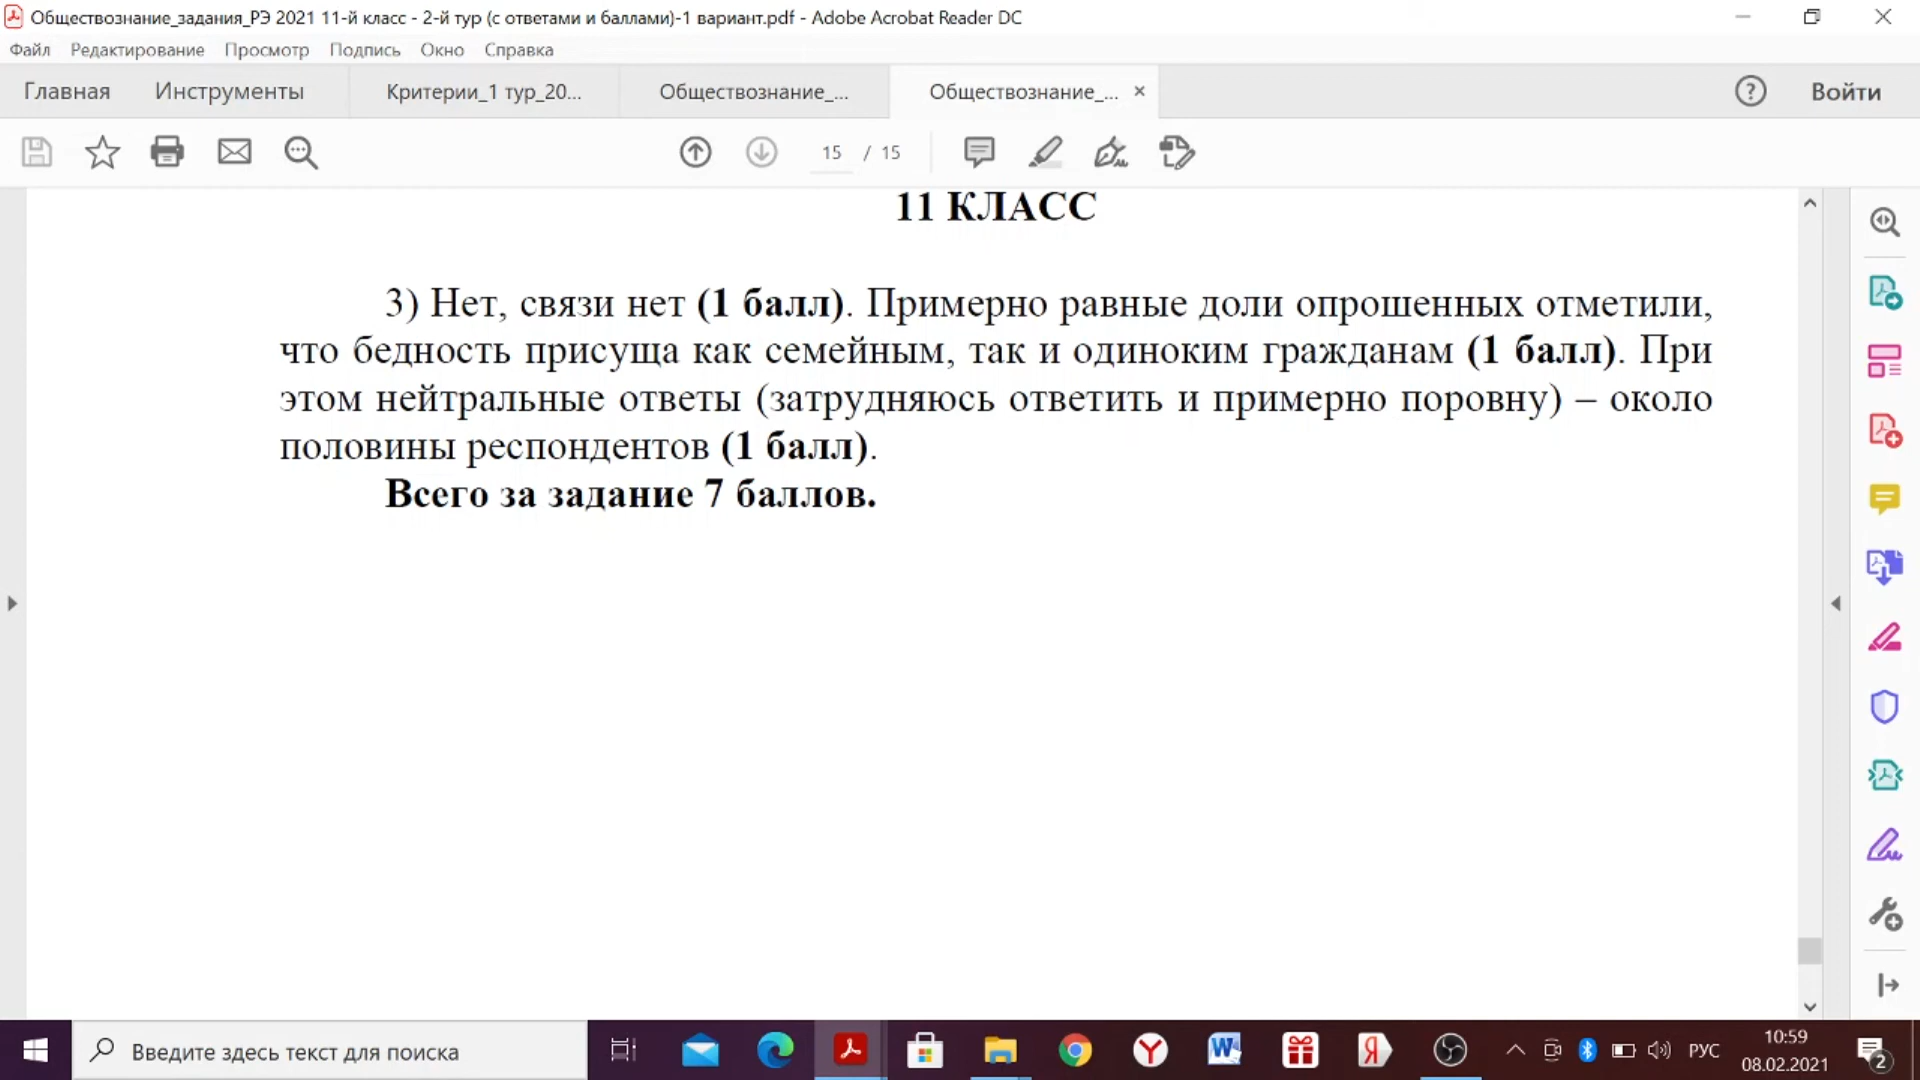 Обществознание_задания_РЭ 2021 11-й класс - 2-й тур (с ответами и баллами)-1 вариант.pdf - Adobe Acrobat Reader DC
Файл Редактирование Просмотр Подпись Окно Справка
Главная Инструменты Критерии_1 тур_20... Обществознание_... Обществознание_... × Войти
15 / 15
11 КЛАСС
3) Нет, связи нет (1 балл). Примерно равные доли опрошенных отметили,
что бедность присуща как семейным, так и одиноким гражданам (1 балл). При
этом нейтральные ответы (затрудняюсь ответить и примерно поровну) – около
половины респондентов (1 балл).
Всего за задание 7 баллов.
Введите здесь текст для поиска
РУС
10:59
08.02.2021
2